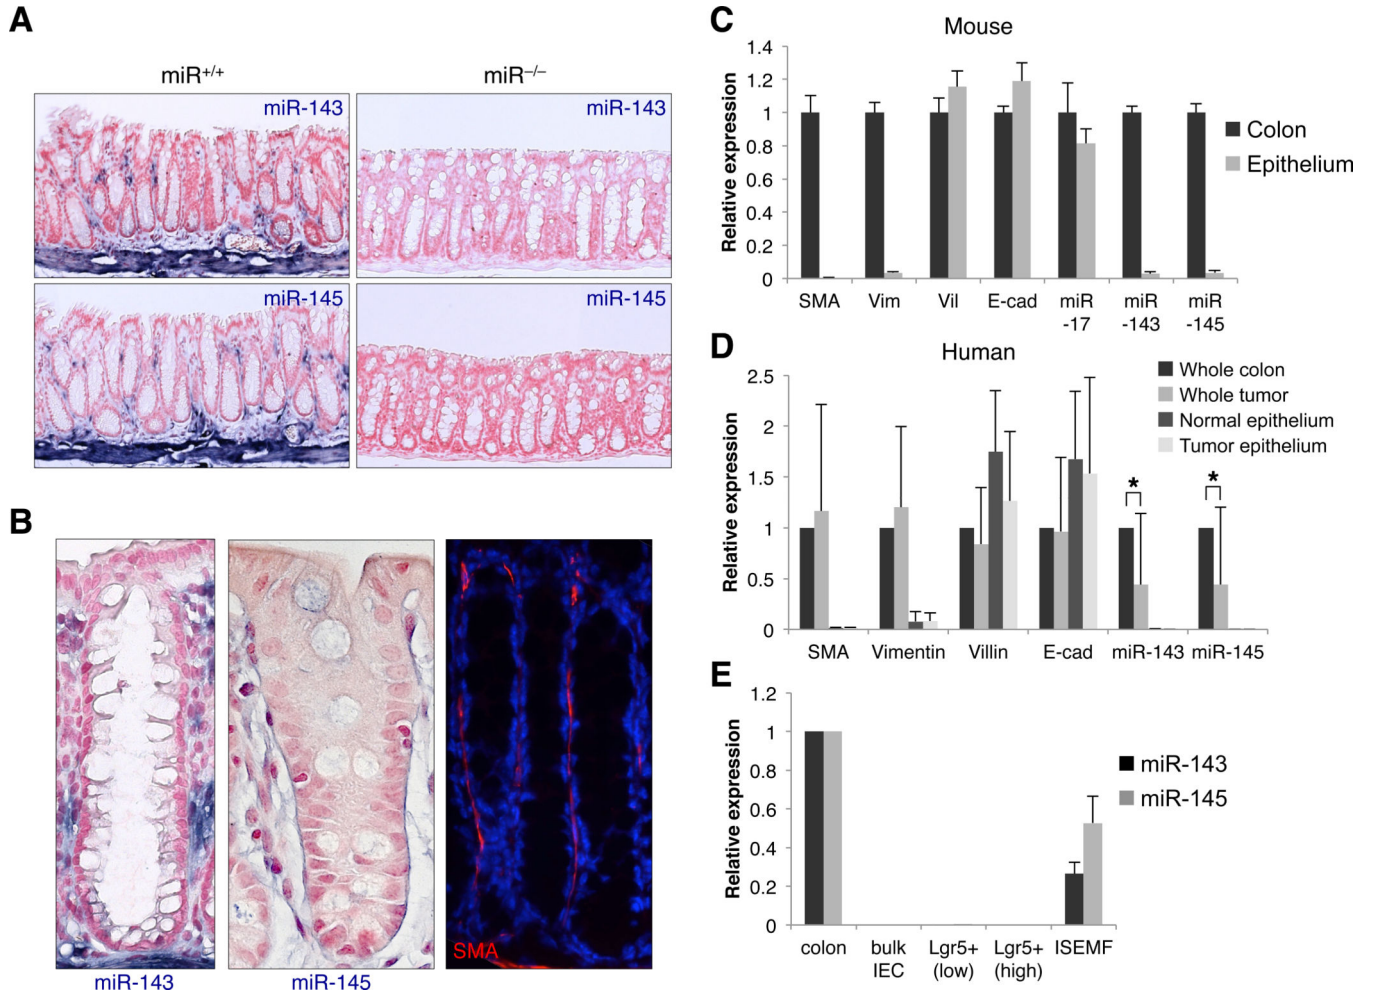 A
miR+/+
miR–/–
miR-143
miR-143
miR-145
miR-145
B
miR-143
miR-145
SMA
C
Mouse
Relative expression
1.4
1.2
1
0.8
0.6
0.4
0.2
0
SMA
Vim
Vil
E-cad
miR
-17
miR
-143
miR
-145
Colon
Epithelium
D
Human
Relative expression
2.5
2
1.5
1
0.5
0
*
*
SMA
Vimentin
Villin
E-cad
miR-143
miR-145
Whole colon
Whole tumor
Normal epithelium
Tumor epithelium
E
Relative expression
1.2
1
0.8
0.6
0.4
0.2
0
colon
bulk
IEC
Lgr5+
(low)
Lgr5+
(high)
ISEMF
miR-143
miR-145